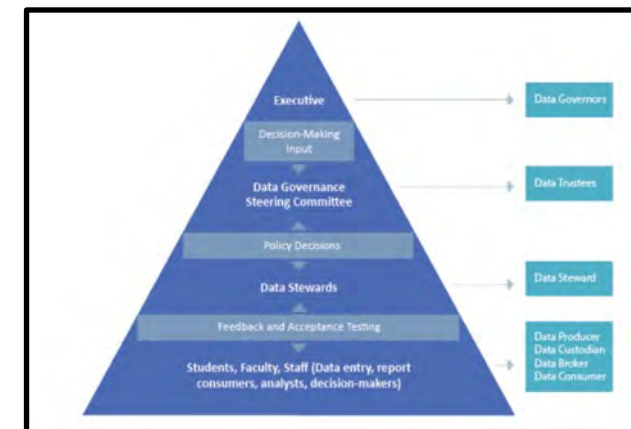 Executive
Data Governors
Decision-Making
Input
Data Governance
Steering Committee
Data Trustees
Policy Decisions
Data Stewards
Data Steward
Feedback and Acceptance Testing
Students, Faculty, Staff (Data entry, report
consumers, analysts, decision-makers)
Data Producer
Data Custodian
Data Broker
Data Consumer